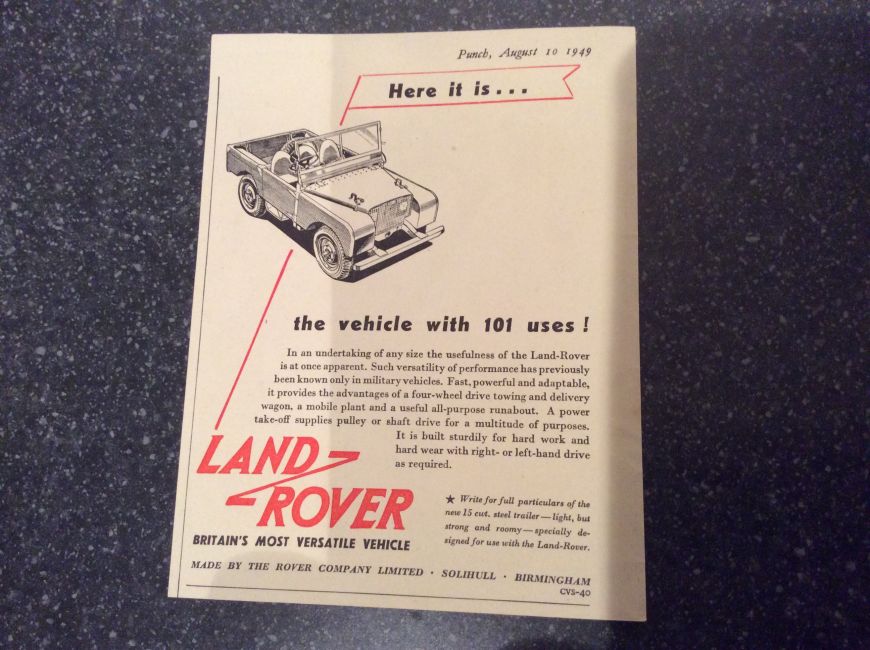 Punch, August 10 1949
Here it is...
the vehicle with 101 uses!
In an undertaking of any size the usefulness of the Land-Rover
is at once apparent. Such versatility of performance has previously
been known only in military vehicles. Fast, powerful and adaptable,
it provides the advantages of a four-wheel drive towing and delivery
wagon, a mobile plant and a useful all-purpose runabout. A power
take-off supplies pulley or shaft drive for a multitude of purposes.
It is built sturdily for hard work and
hard wear with right- or left-hand drive
as required.
LAND
ROVER
BRITAIN'S MOST VERSATILE VEHICLE
★ Write for full particulars of the
new 15 cwt. steel trailer—light, but
strong and roomy—specially de-
signed for use with the Land-Rover.
MADE BY THE ROVER COMPANY LIMITED · SOLIHULL · BIRMINGHAM
CVS-40